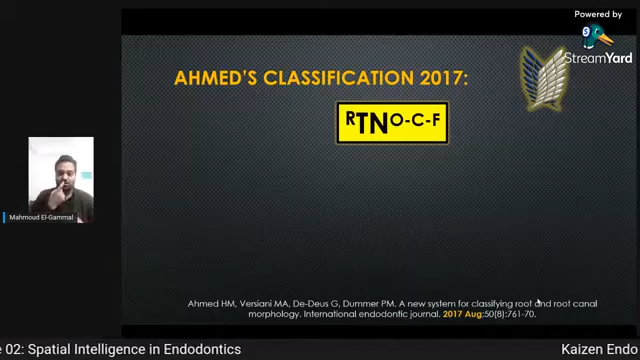 Powered by
StreamYard
AHMED'S CLASSIFICATION 2017:
RTNO-C-F
Mahmoud El-Gammal
Ahmed HM, Versiani MA, De-Deus G, Dummer PM. A new system for classifying root and root canal
morphology. International endodontic journal. 2017 Aug;50(8):761-70.
e 02: Spatial Intelligence in Endodontics
Kaizen Endo